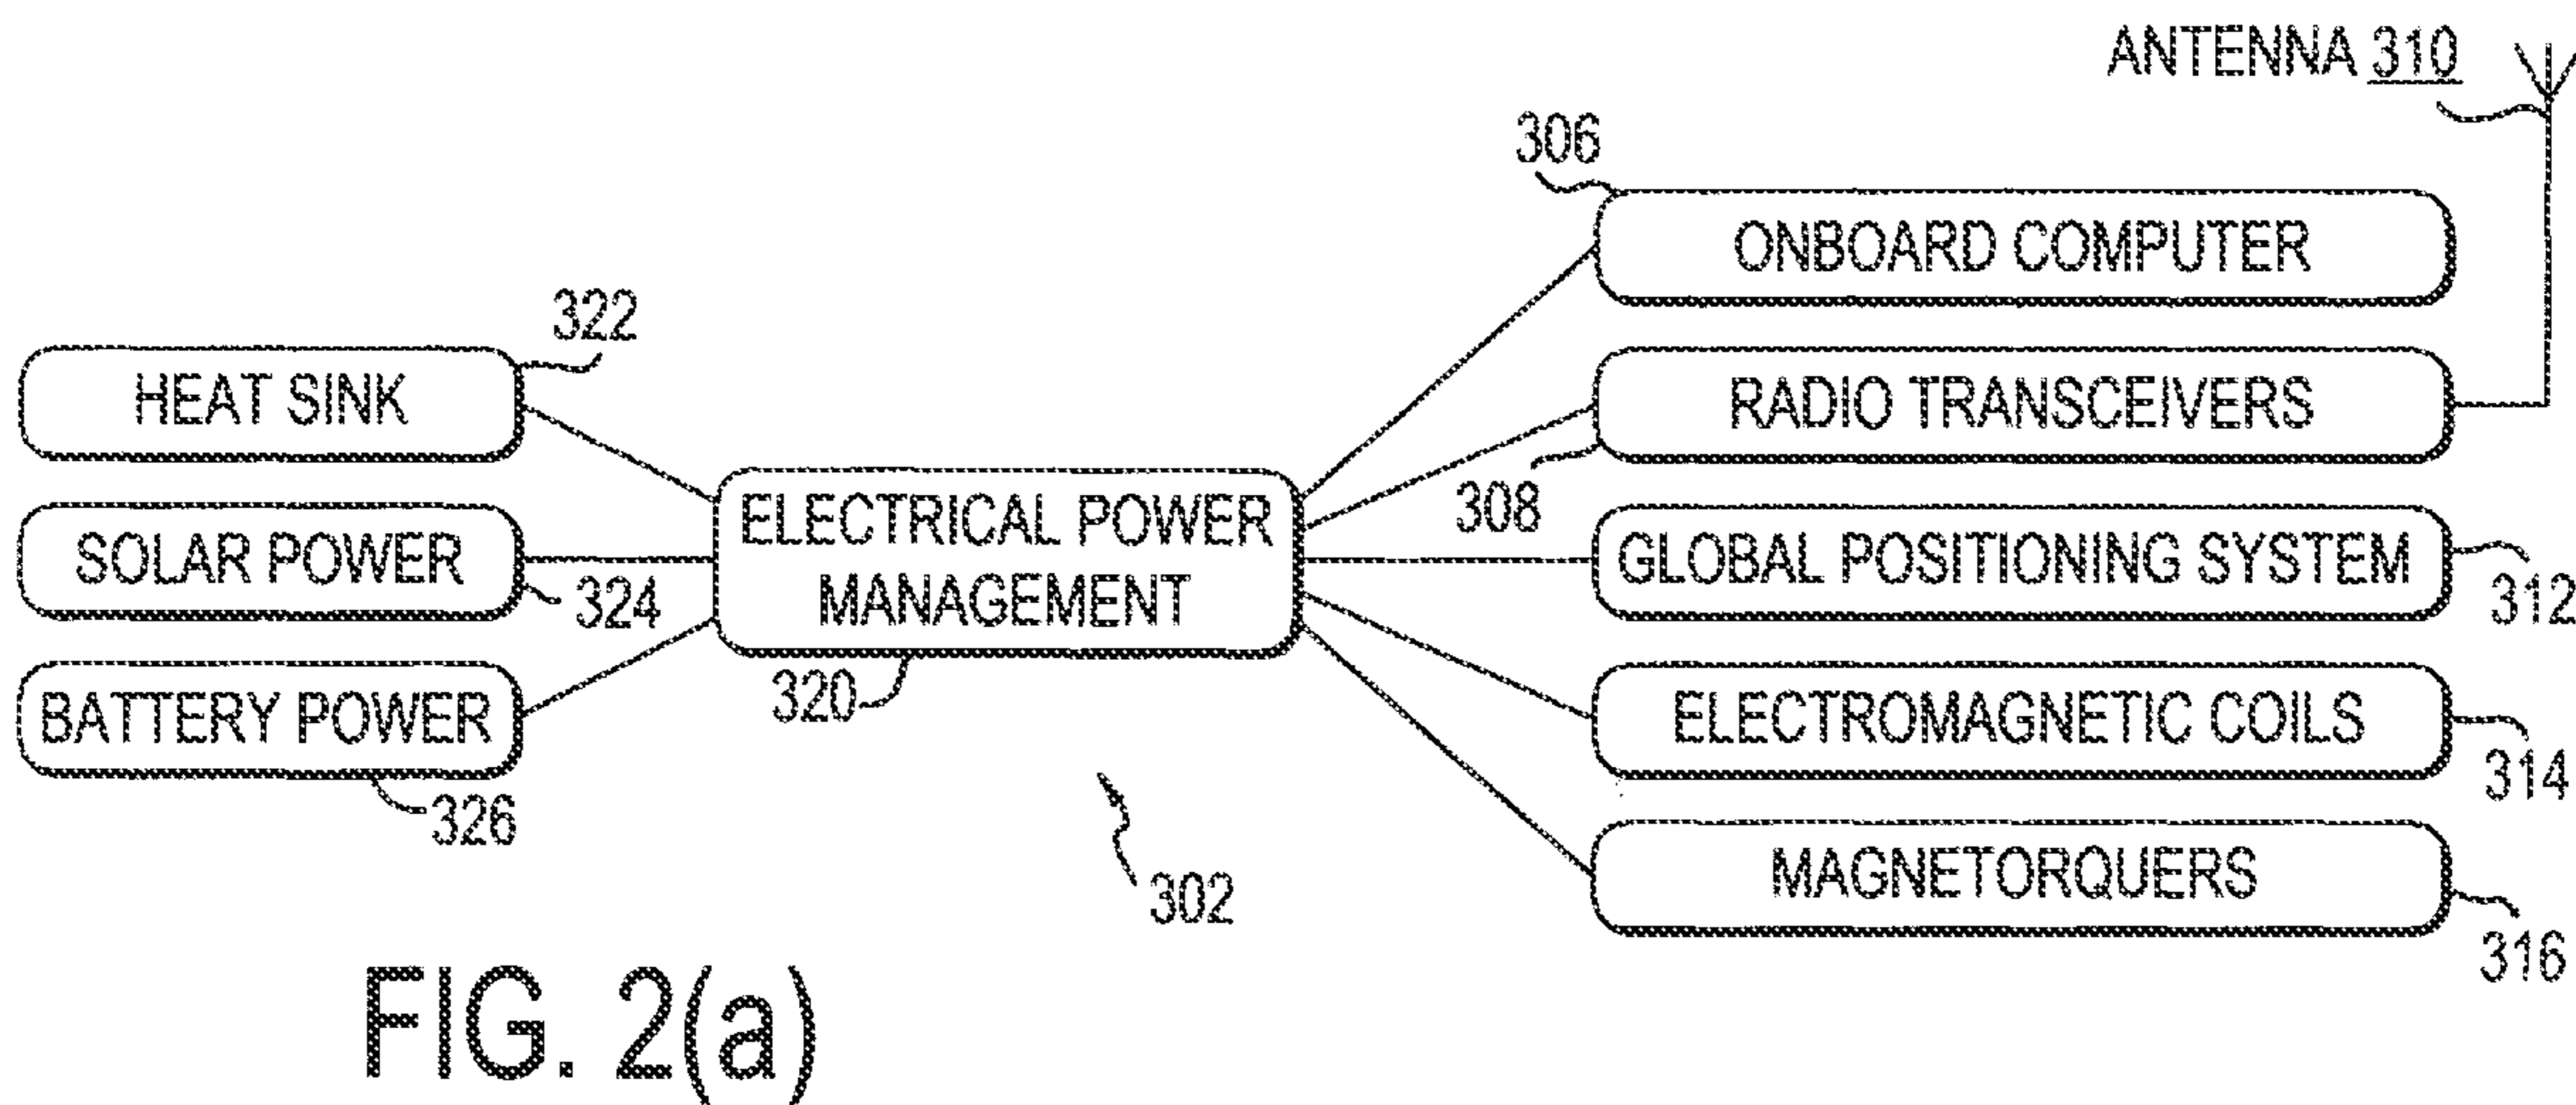 ANTENNA 310
306
ONBOARD COMPUTER
322
HEAT SINK
RADIO TRANSCEIVERS
308
SOLAR POWER
324
ELECTRICAL POWER
MANAGEMENT
320
GLOBAL POSITIONING SYSTEM
312
BATTERY POWER
326
ELECTROMAGNETIC COILS
314
302
MAGNETORQUERS
316
FIG. 2(a)